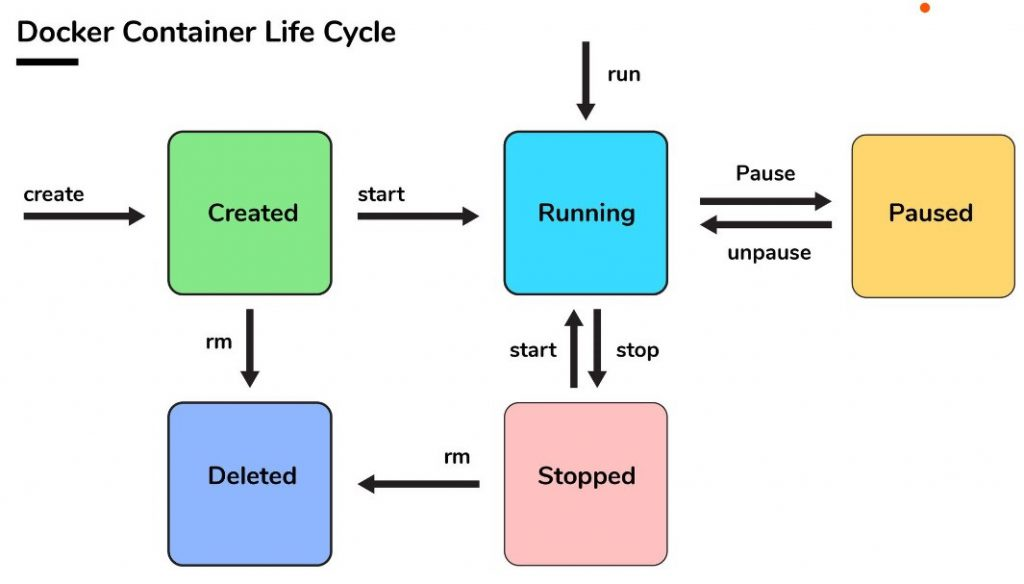 Docker Container Life Cycle
run
create
Created
start
Running
Pause
unpause
Paused
rm
start
stop
Deleted
rm
Stopped